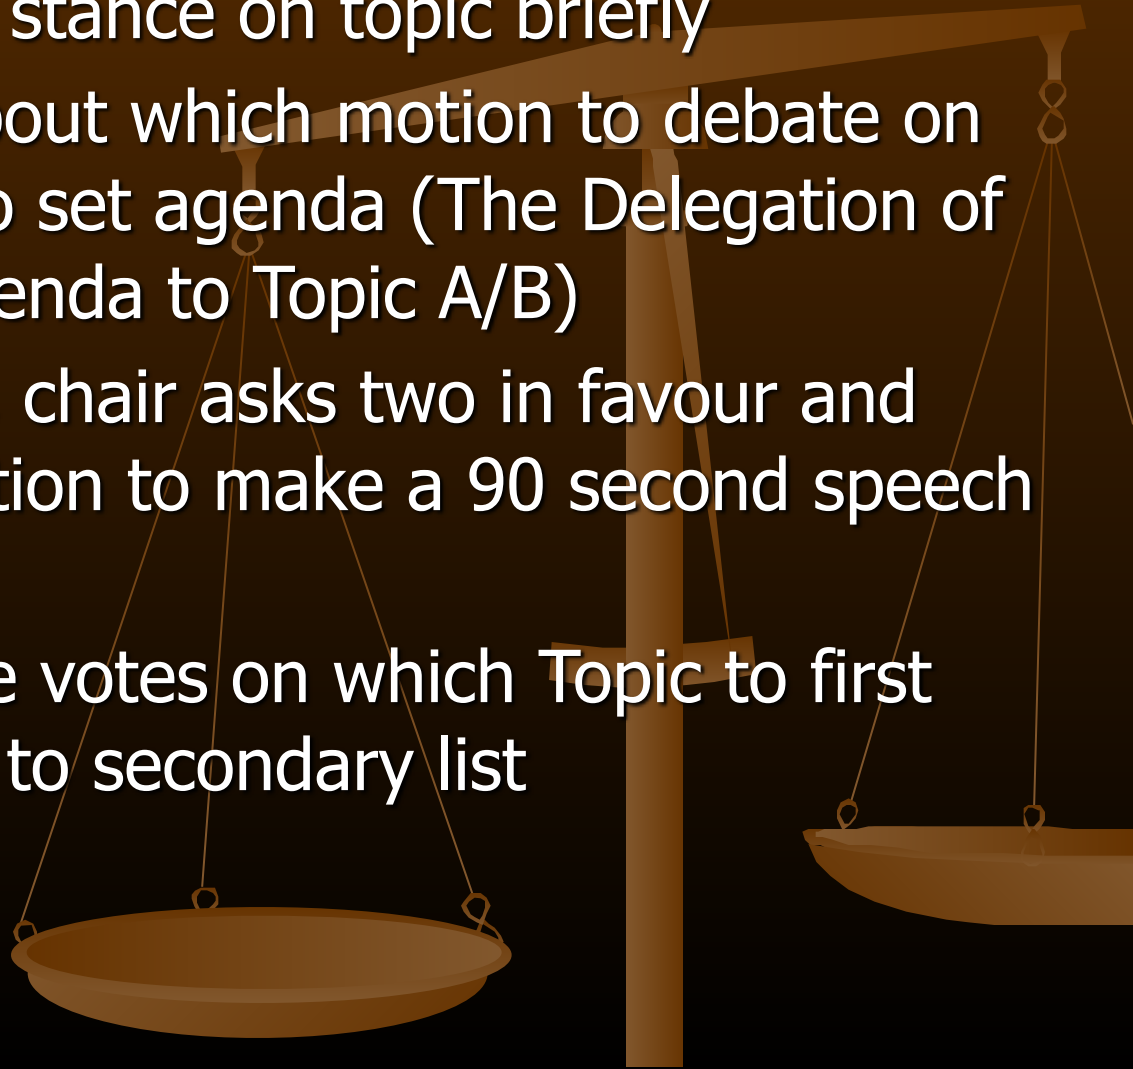 stance on topic briefly
out which motion to debate on
set agenda (The Delegation of
enda to Topic A/B)
chair asks two in favour and
tion to make a 90 second speech
votes on which Topic to first
to secondary list